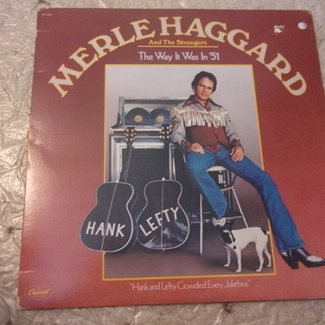 MERLE HAGGARD
And The Strangers
The Way It Was In '51
HANK
LEFTY
"Hank and Lefty Crowded Every Jukebox"
Capitol